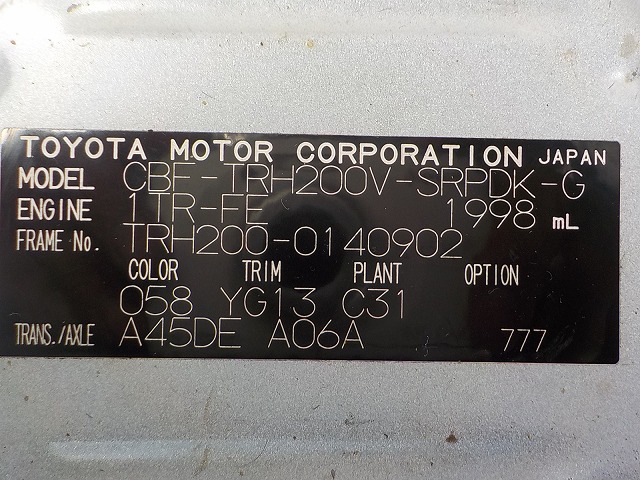 TOYOTA MOTOR CORPORATION JAPAN
MODEL CBF-TRH200V-SRPDK-G
ENGINE 1TR-FE 1998 mL
FRAME No. TRH200-0140902
COLOR TRIM PLANT OPTION
058 YG13 C31
TRANS./AXLE A45DE A06A 777